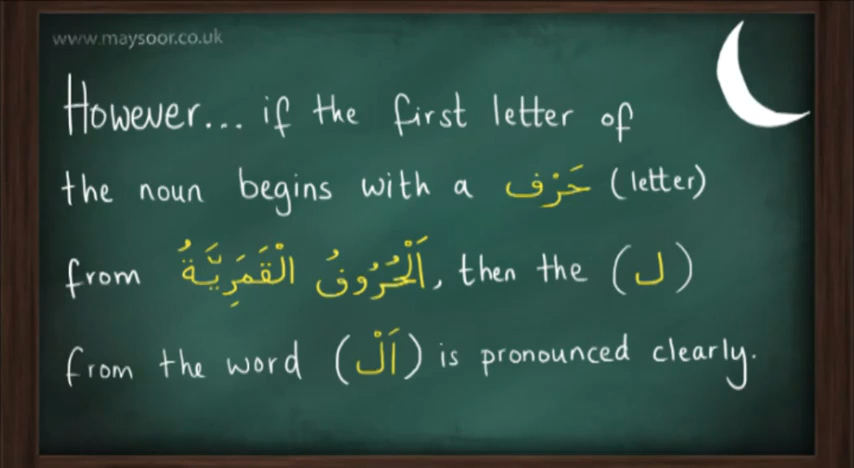 www.maysoor.co.uk
However... if the first letter of
the noun begins with a حَرْف (letter)
from اَلْحُرُوفُ الْقَمَرِيَّةُ, then the (ل)
from the word (اَلْ) is pronounced clearly.